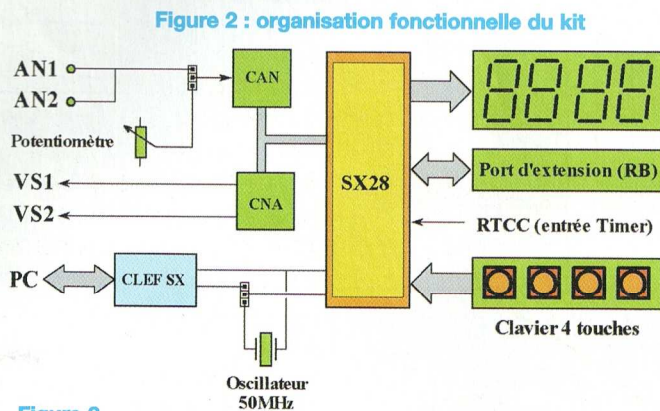 Figure 2 : organisation fonctionnelle du kit
AN1
AN2
CAN
Potentiomètre
SX28
Port d'extension (RB)
VS1
VS2
CNA
RTCC (entrée Timer)
PC
CLEF SX
Clavier 4 touches
Oscillateur
50MHz